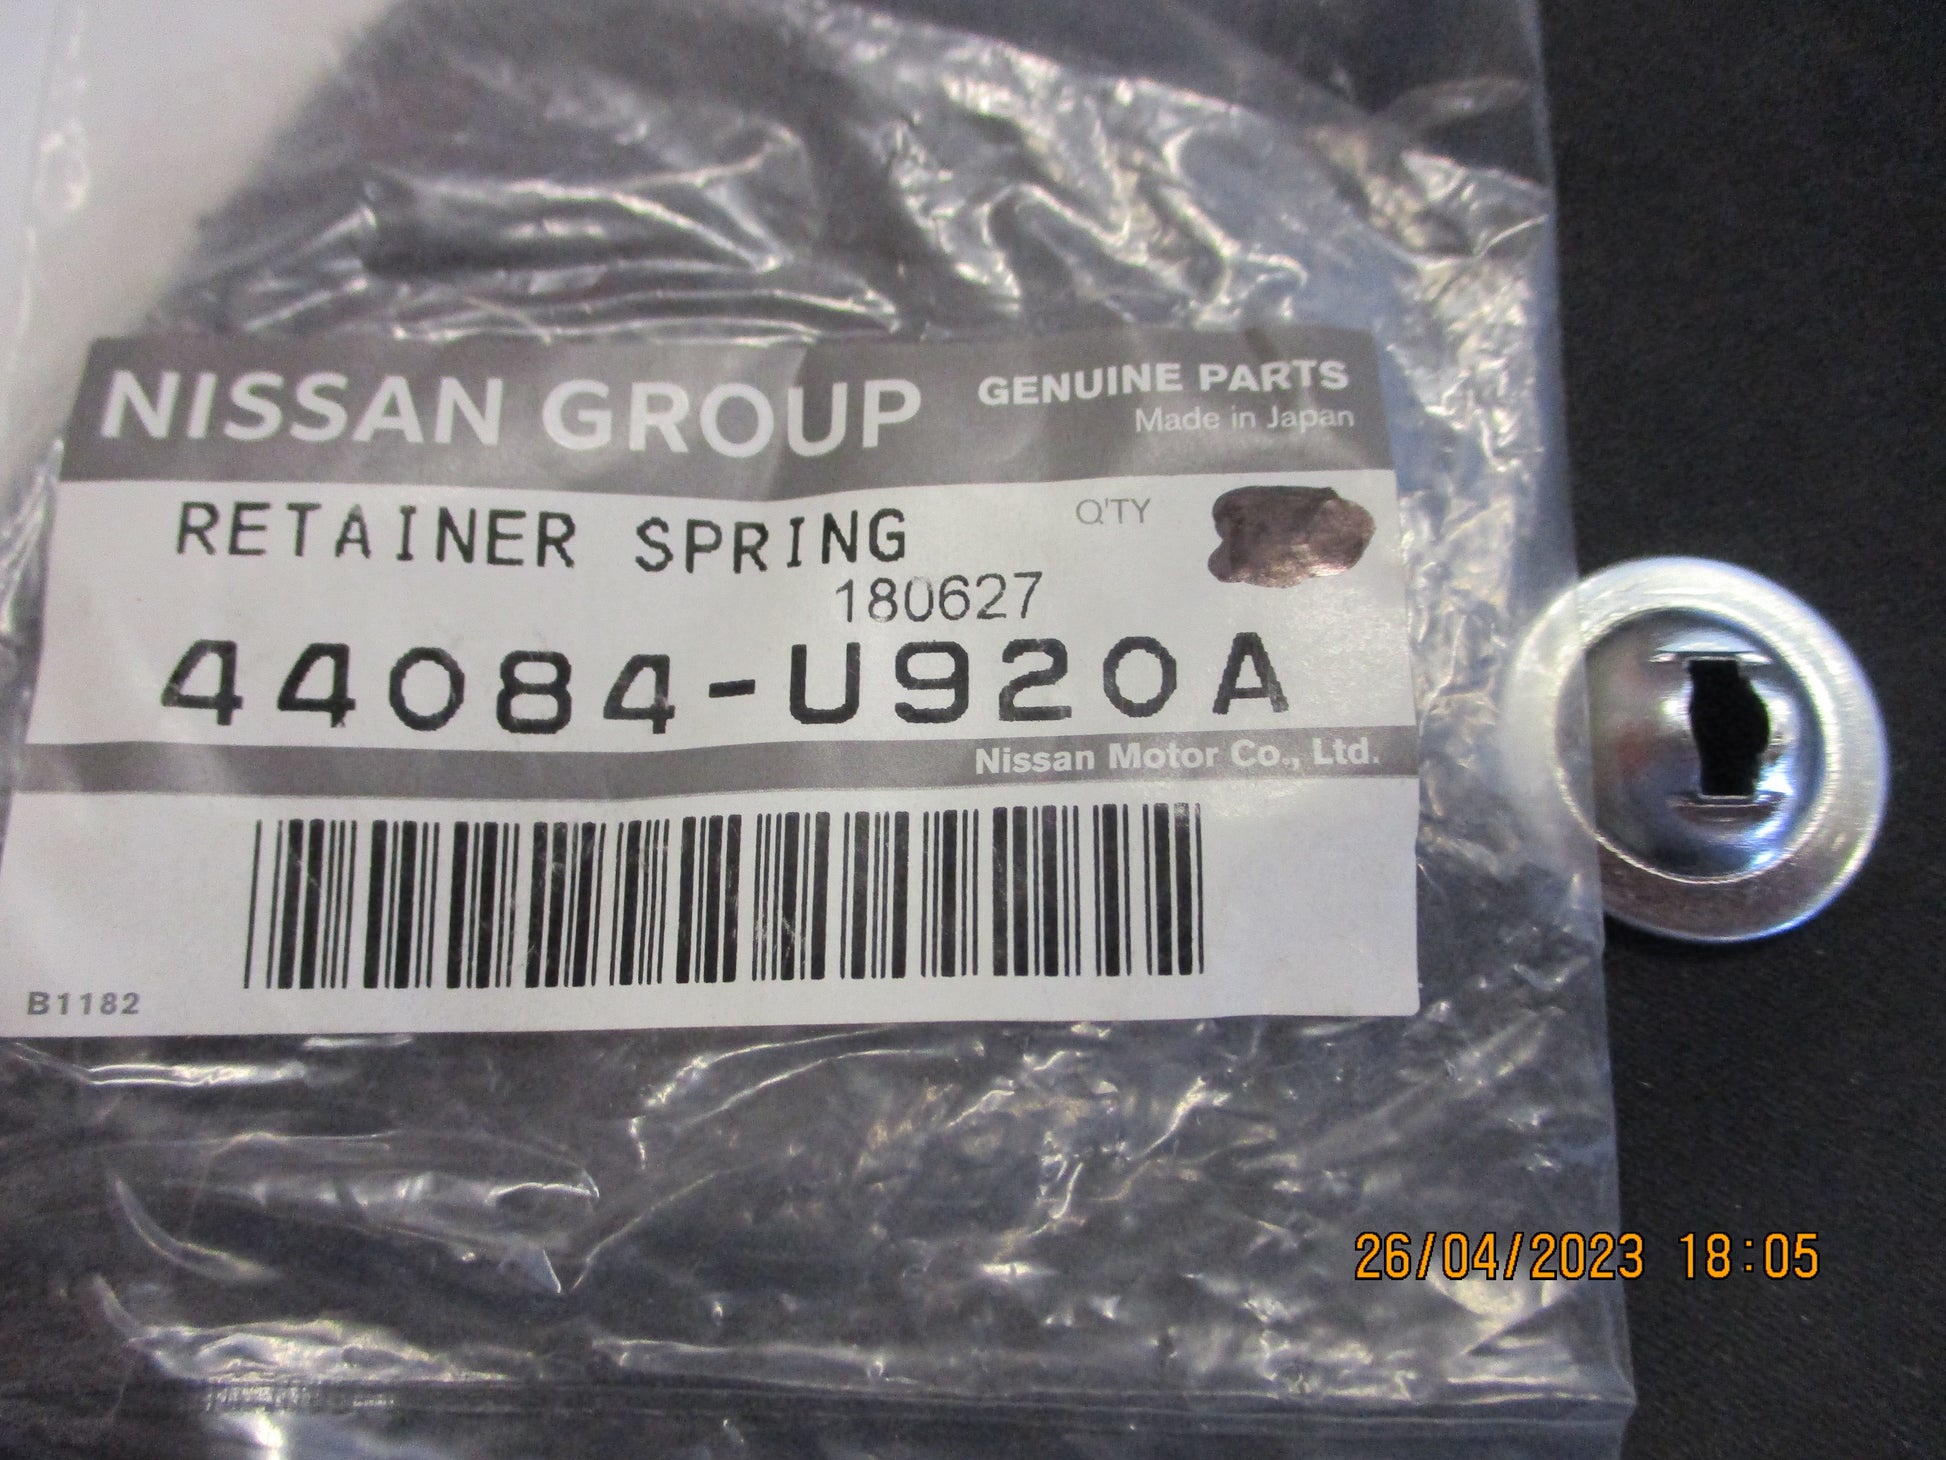 NISSAN GROUP
GENUINE PARTS
Made in Japan
RETAINER SPRING
Q'TY
180627
44084-U920A
Nissan Motor Co., Ltd.
B1182
26/04/2023 18:05